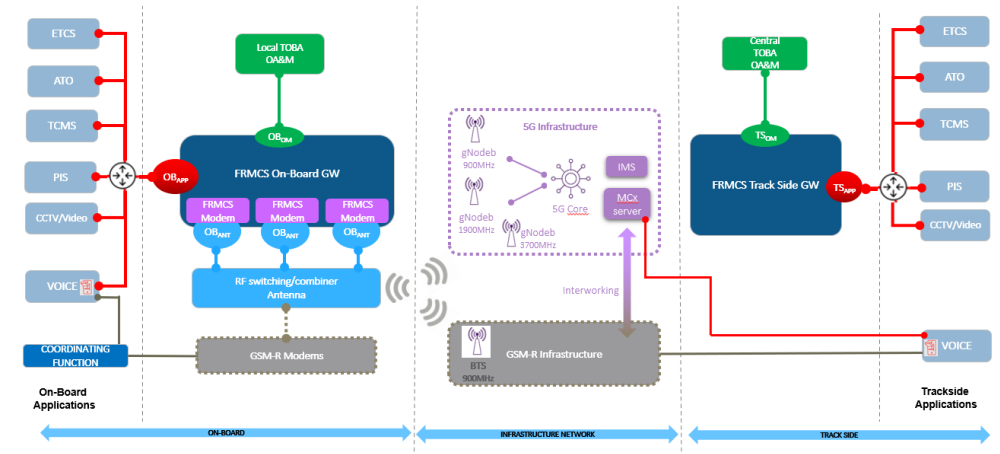 ETCS
ATO
TCMS
PIS
CCTV/Video
VOICE
COORDINATING
FUNCTION
On-Board
Applications
Local TOBA
OA&M
OBOM
FRMCS On-Board GW
OBAPP
FRMCS
Modem
FRMCS
Modem
FRMCS
Modem
OBANT
OBANT
OBANT
RF switching/combiner
Antenna
GSM-R Modems
5G Infrastructure
gNodeb
900MHz
gNodeb
1900MHz
gNodeb
3700MHz
5G Core
IMS
MCx
server
Interworking
GSM-R Infrastructure
BTS
900MHz
Central
TOBA
OA&M
TSOM
FRMCS Track Side GW
TSAPP
ETCS
ATO
TCMS
PIS
CCTV/Video
VOICE
Trackside
Applications
ON-BOARD
INFRASTRUCTURE NETWORK
TRACK SIDE